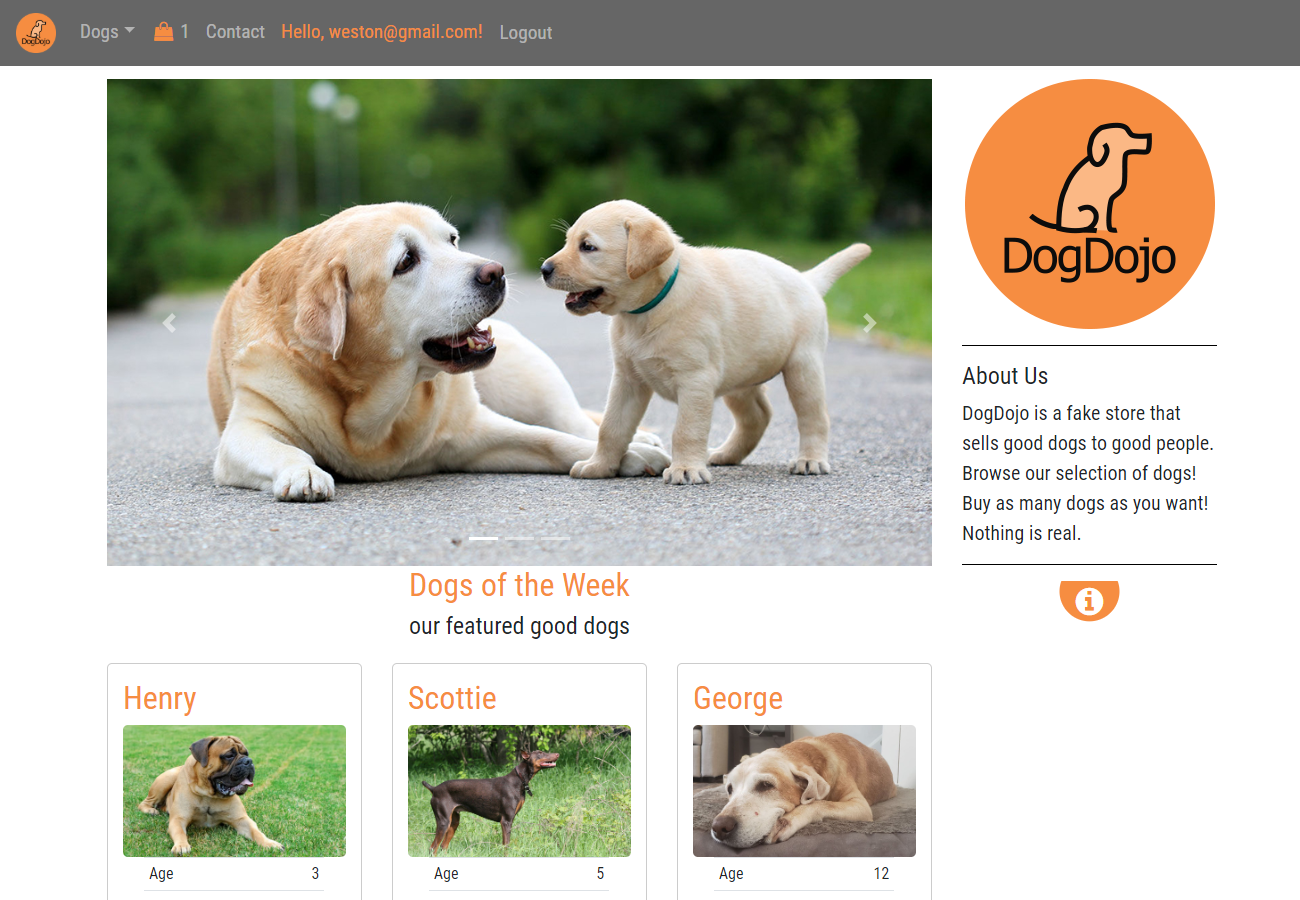 DogDojo
Dogs 1 Contact Hello, weston@gmail.com! Logout
DogDojo
About Us
DogDojo is a fake store that
sells good dogs to good people.
Browse our selection of dogs!
Buy as many dogs as you want!
Nothing is real.
Dogs of the Week
our featured good dogs
Henry
Age 3
Scottie
Age 5
George
Age 12